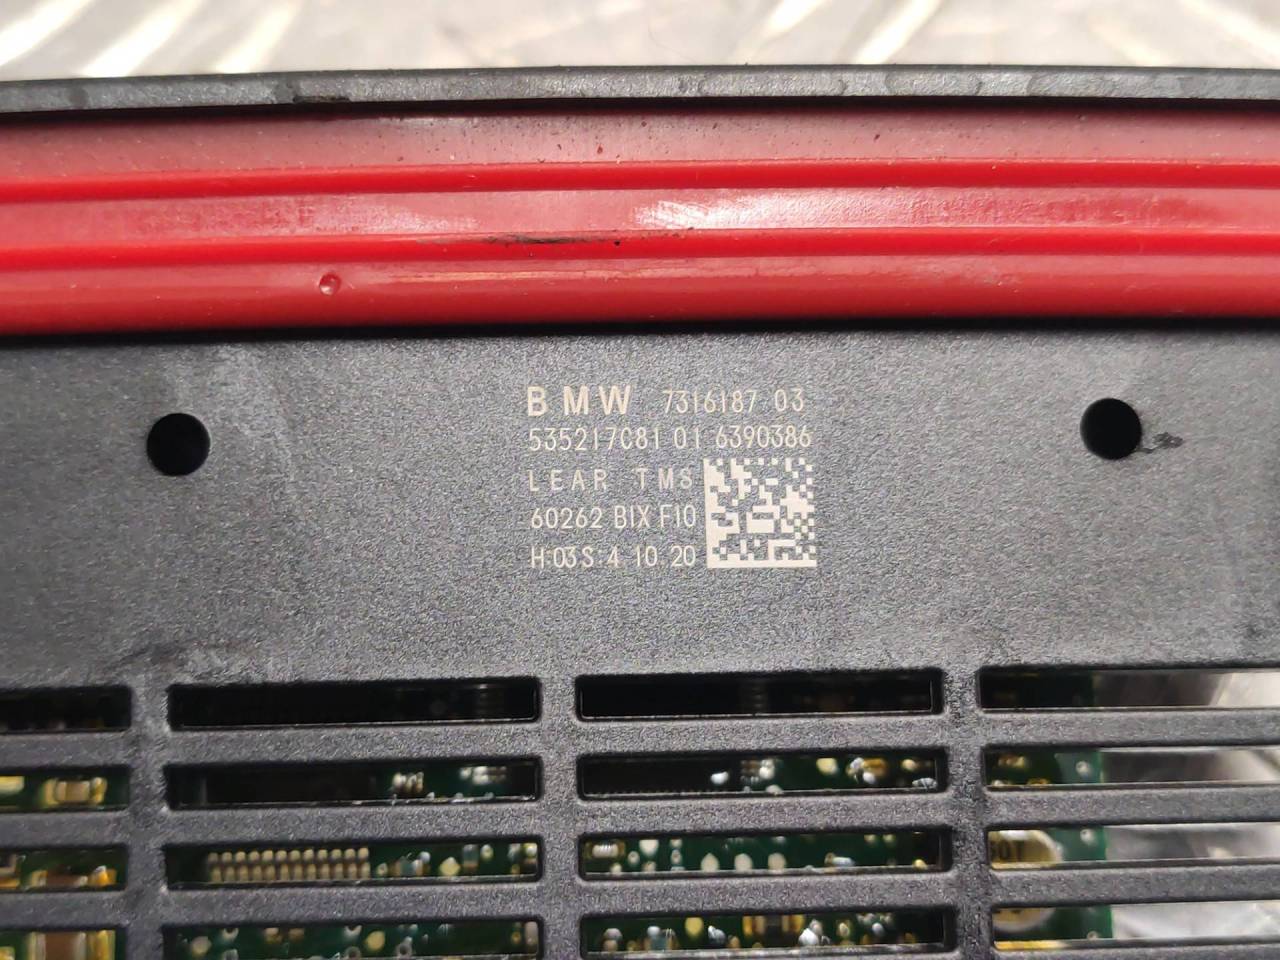 BMW 7316187 03
535217C81 01 6390386
LEAR TMS
60262 BIX F10
H:03 S:4 10.20